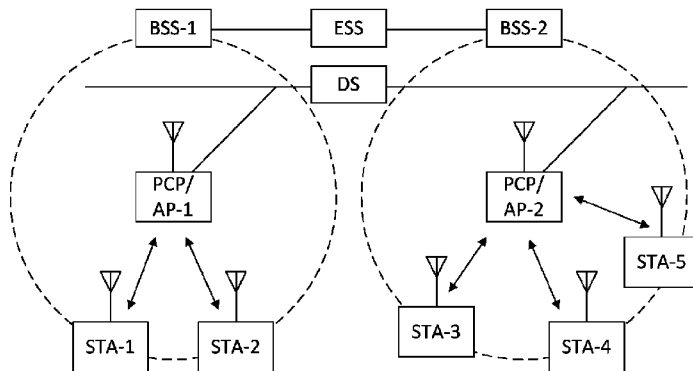 BSS-1
ESS
BSS-2
DS
PCP/
AP-1
PCP/
AP-2
STA-5
STA-1
STA-2
STA-3
STA-4